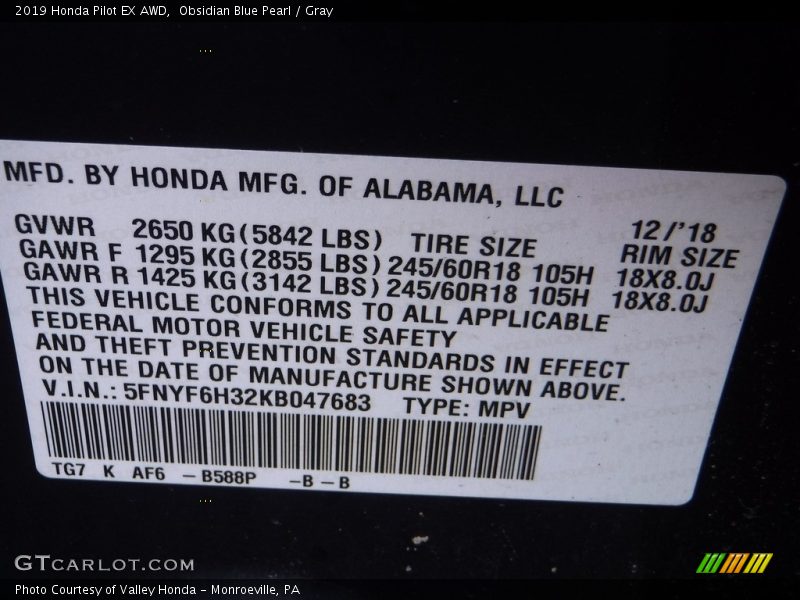 2019 Honda Pilot EX AWD,  Obsidian Blue Pearl / Gray
MFD. BY HONDA MFG. OF ALABAMA, LLC
GVWR 2650 KG (5842 LBS) TIRE SIZE 12/'18
GAWR F 1295 KG (2855 LBS) 245/60R18 105H RIM SIZE
GAWR R 1425 KG (3142 LBS) 245/60R18 105H 18X8.0J
18X8.0J
THIS VEHICLE CONFORMS TO ALL APPLICABLE
FEDERAL MOTOR VEHICLE SAFETY
AND THEFT PREVENTION STANDARDS IN EFFECT
ON THE DATE OF MANUFACTURE SHOWN ABOVE.
V.I.N.: 5FNYF6H32KB047683 TYPE: MPV
TG7 K AF6 – B588P – B – B
GTCARLOT.COM
Photo Courtesy of Valley Honda – Monroeville, PA